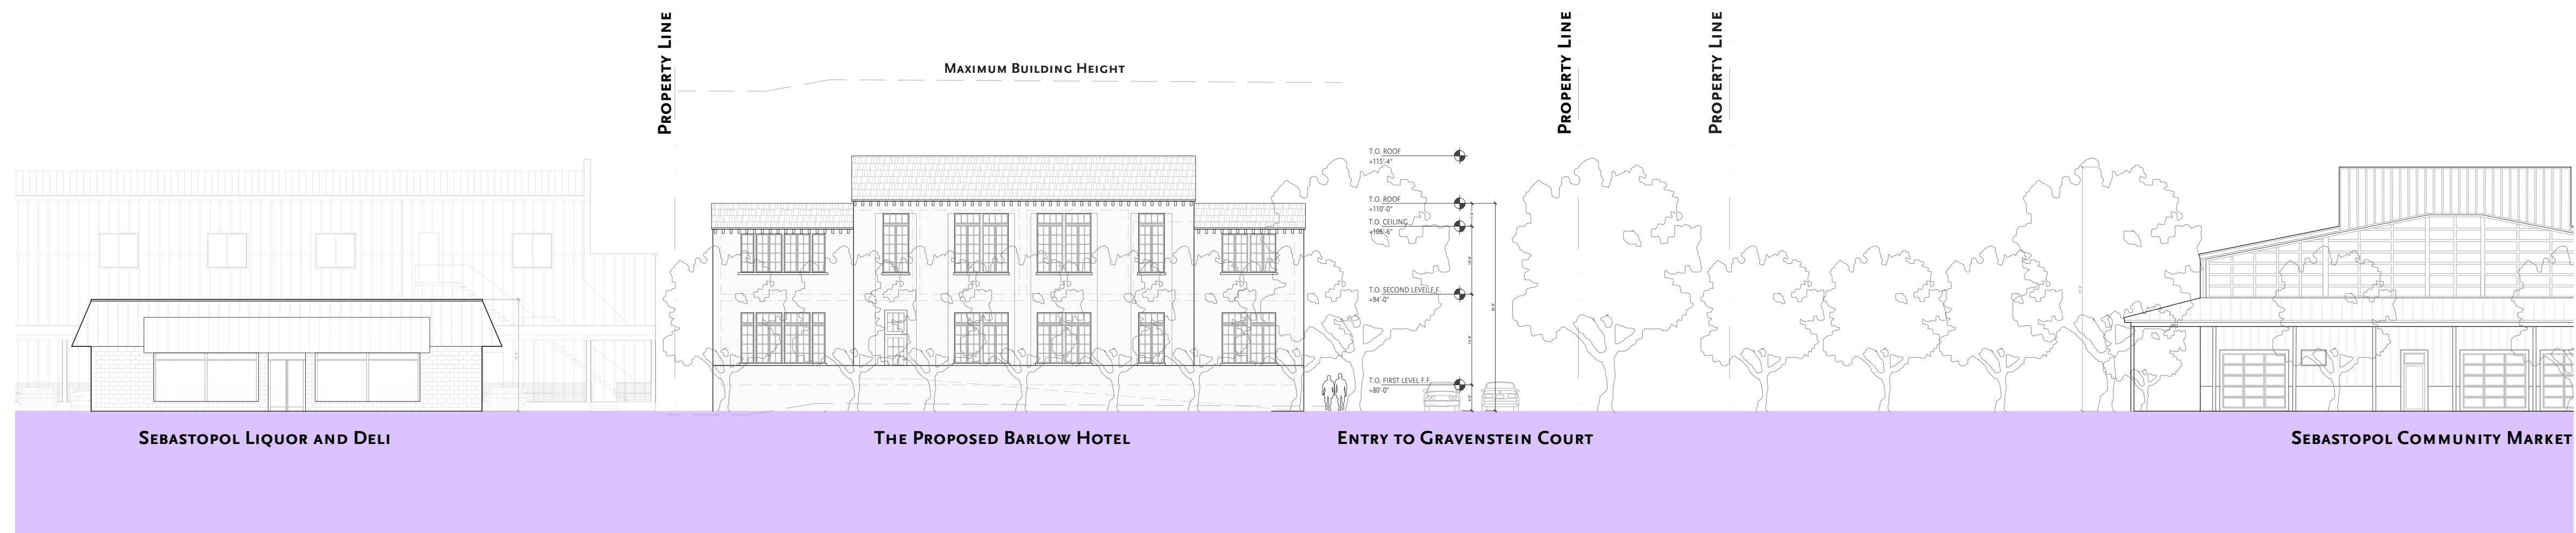 Property Line
Maximum Building Height
Property Line
Property Line
T.O. ROOF
+115'-4"
T.O. ROOF
+110'-0"
T.O. CEILING
+106'-6"
T.O. SECOND LEVEL F.F.
+94'-0"
T.O. FIRST LEVEL F.F.
+80'-0"
Sebastopol Liquor and Deli
The Proposed Barlow Hotel
Entry to Gravenstein Court
Sebastopol Community Market